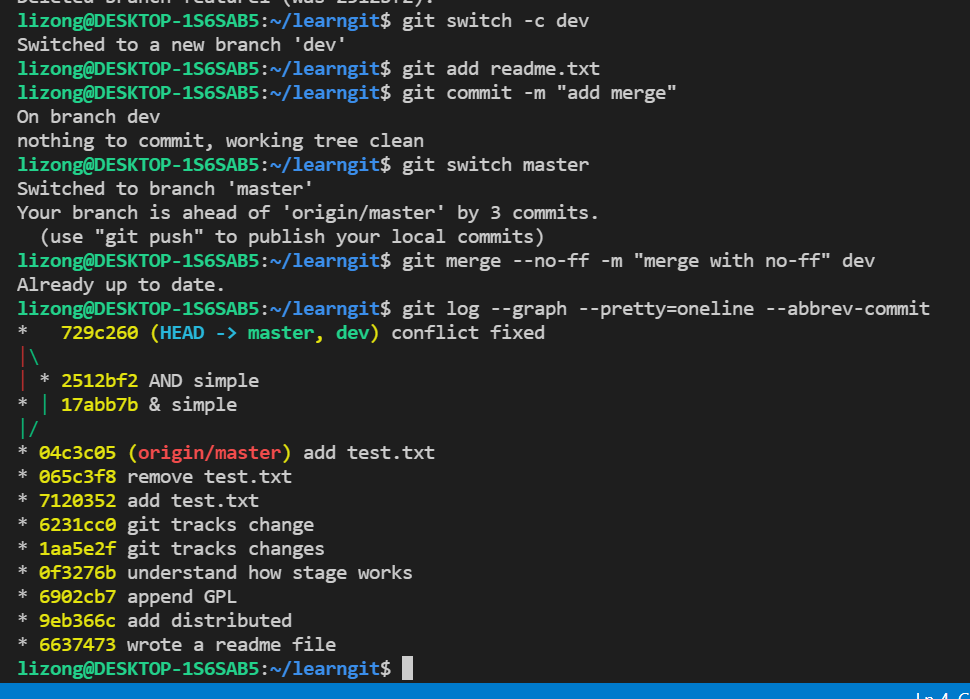 Deleted branch feature1 (was 2512bf2).
lizong@DESKTOP-1S6SAB5:~/learngit$ git switch -c dev
Switched to a new branch 'dev'
lizong@DESKTOP-1S6SAB5:~/learngit$ git add readme.txt
lizong@DESKTOP-1S6SAB5:~/learngit$ git commit -m "add merge"
On branch dev
nothing to commit, working tree clean
lizong@DESKTOP-1S6SAB5:~/learngit$ git switch master
Switched to branch 'master'
Your branch is ahead of 'origin/master' by 3 commits.
  (use "git push" to publish your local commits)
lizong@DESKTOP-1S6SAB5:~/learngit$ git merge --no-ff -m "merge with no-ff" dev
Already up to date.
lizong@DESKTOP-1S6SAB5:~/learngit$ git log --graph --pretty=oneline --abbrev-commit
*   729c260 (HEAD -> master, dev) conflict fixed
|\
| * 2512bf2 AND simple
* | 17abb7b & simple
|/
* 04c3c05 (origin/master) add test.txt
* 065c3f8 remove test.txt
* 7120352 add test.txt
* 6231cc0 git tracks change
* 1aa5e2f git tracks changes
* 0f3276b understand how stage works
* 6902cb7 append GPL
* 9eb366c add distributed
* 6637473 wrote a readme file
lizong@DESKTOP-1S6SAB5:~/learngit$